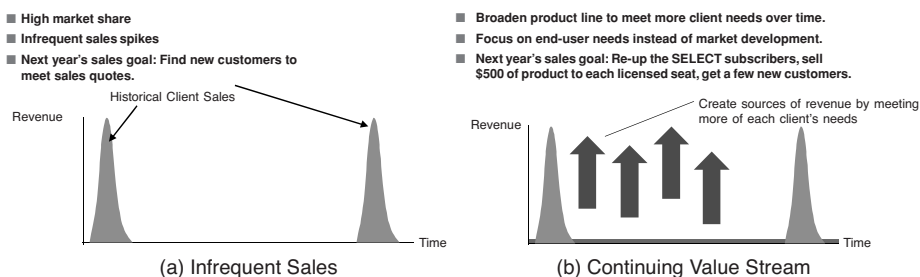 ■ High market share
■ Infrequent sales spikes
■ Next year's sales goal: Find new customers to
meet sales quotes.
Historical Client Sales
Revenue
Time
(a) Infrequent Sales
■ Broaden product line to meet more client needs over time.
■ Focus on end-user needs instead of market development.
■ Next year's sales goal: Re-up the SELECT subscribers, sell
$500 of product to each licensed seat, get a few new customers.
Create sources of revenue by meeting
more of each client's needs
Revenue
Time
(b) Continuing Value Stream